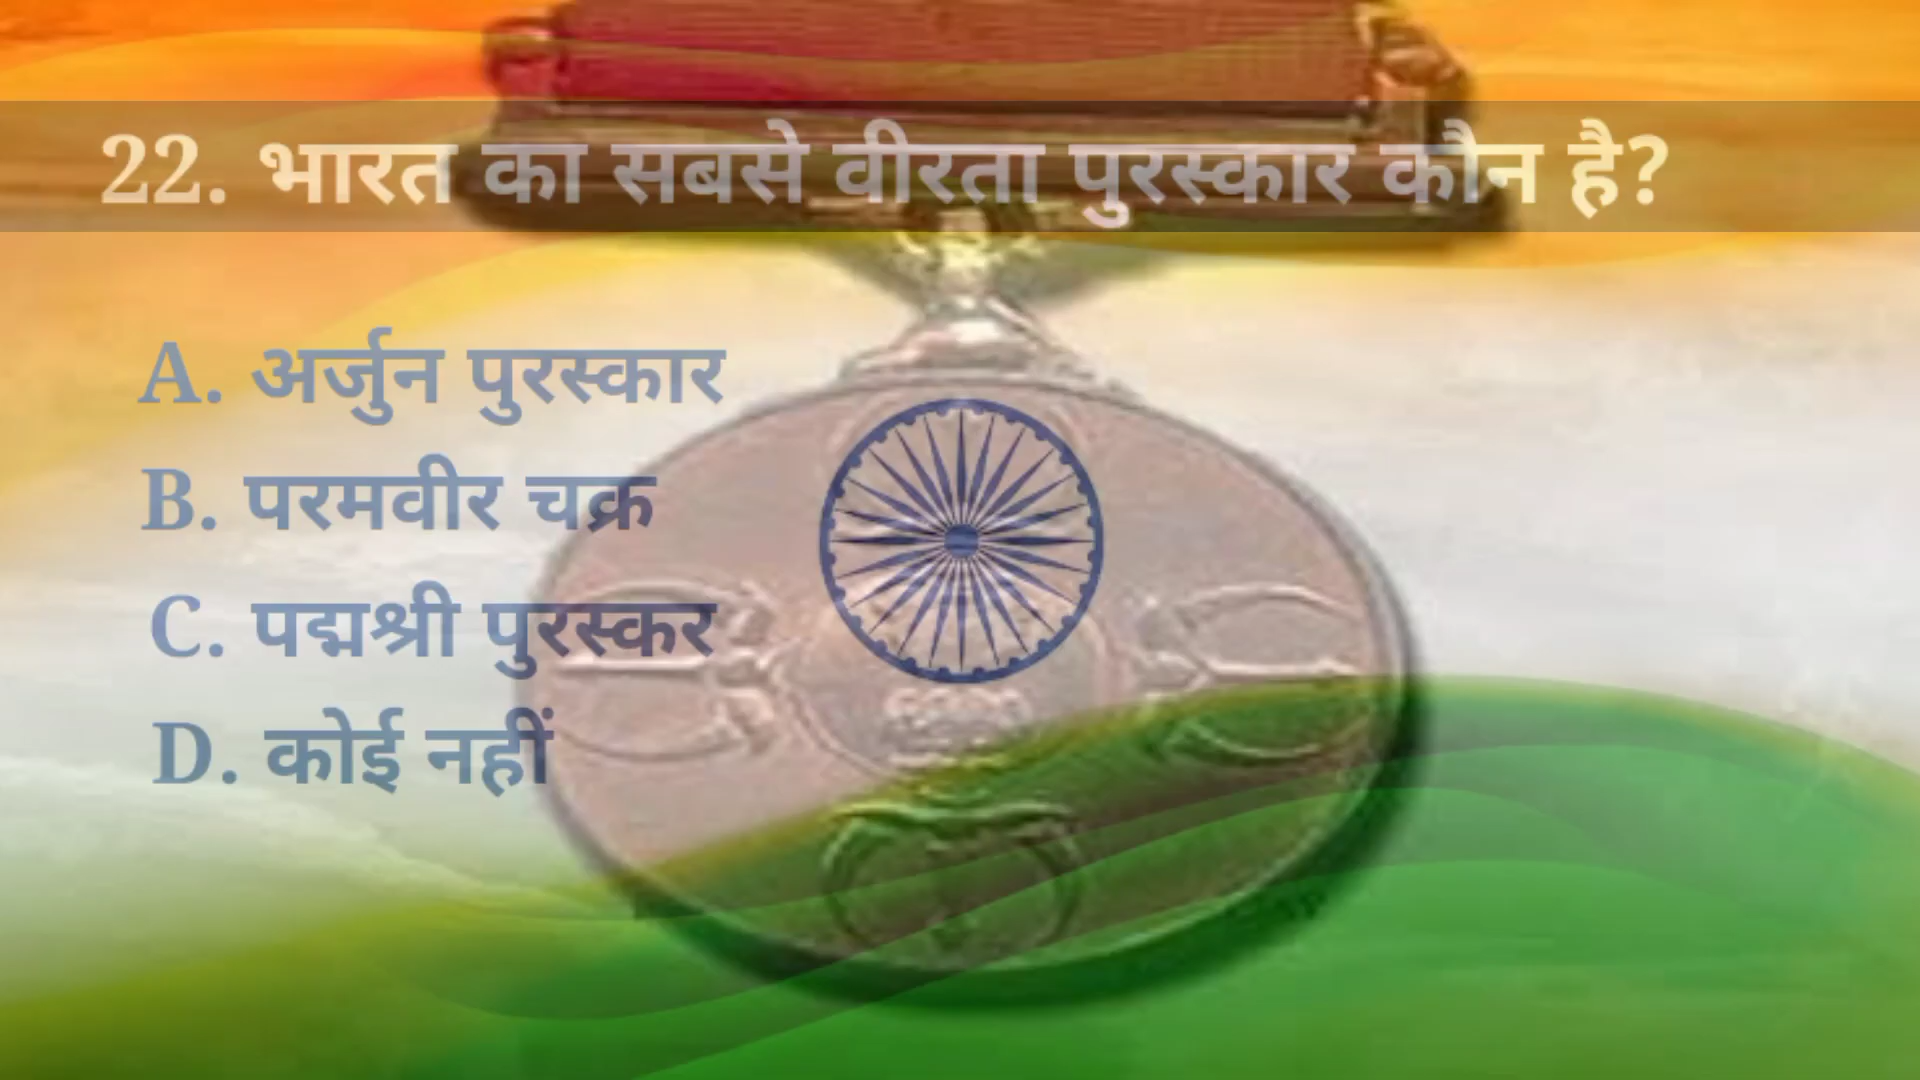 22. भारत का सबसे वीरता पुरस्कार कौन है?
A. अर्जुन पुरस्कार
B. परमवीर चक्र
C. पद्मश्री पुरस्कर
D. कोई नहीं